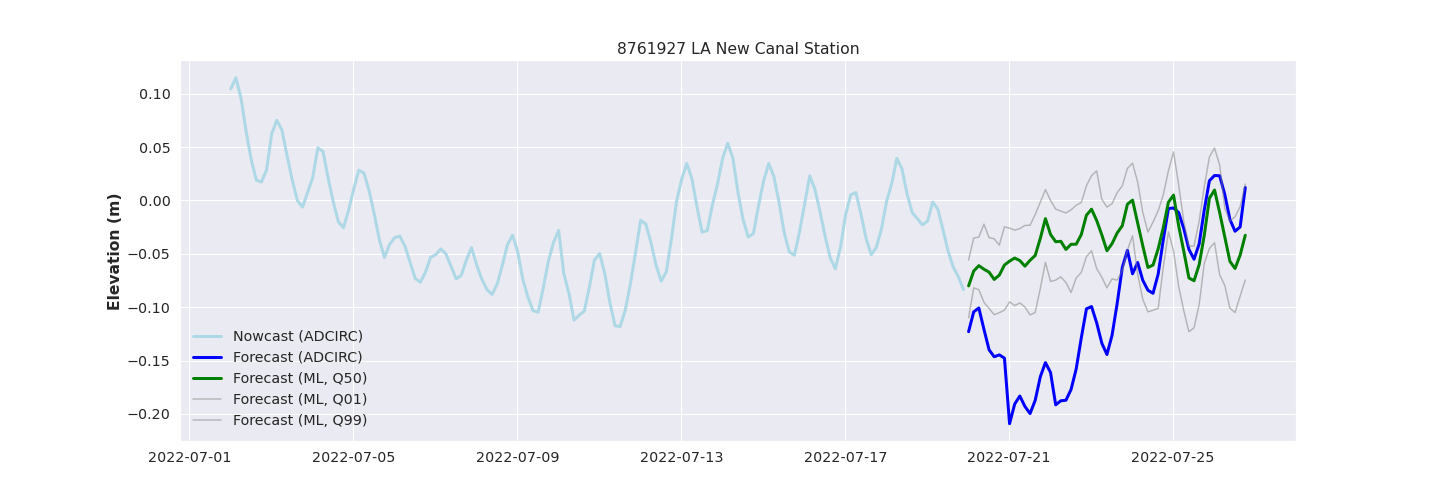 8761927 LA New Canal Station
Elevation (m)
0.10
0.05
0.00
−0.05
−0.10
−0.15
−0.20
Nowcast (ADCIRC)
Forecast (ADCIRC)
Forecast (ML, Q50)
Forecast (ML, Q01)
Forecast (ML, Q99)
2022-07-01 2022-07-05 2022-07-09 2022-07-13 2022-07-17 2022-07-21 2022-07-25